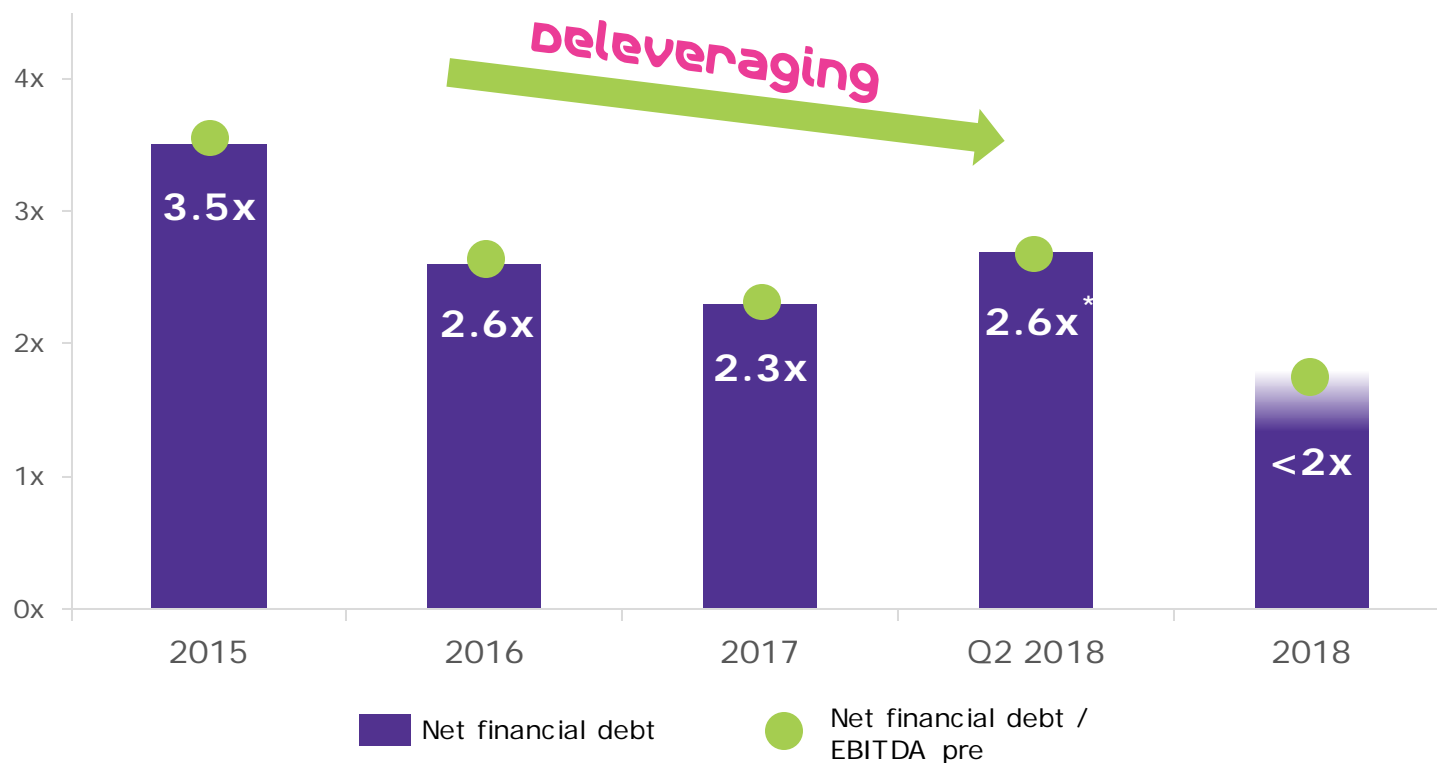 Deleveraging
4x
3x
2x
1x
0x
3.5x
2.6x
2.3x
2.6x*
<2x
2015 2016 2017 Q2 2018 2018
Net financial debt
Net financial debt /
EBITDA pre